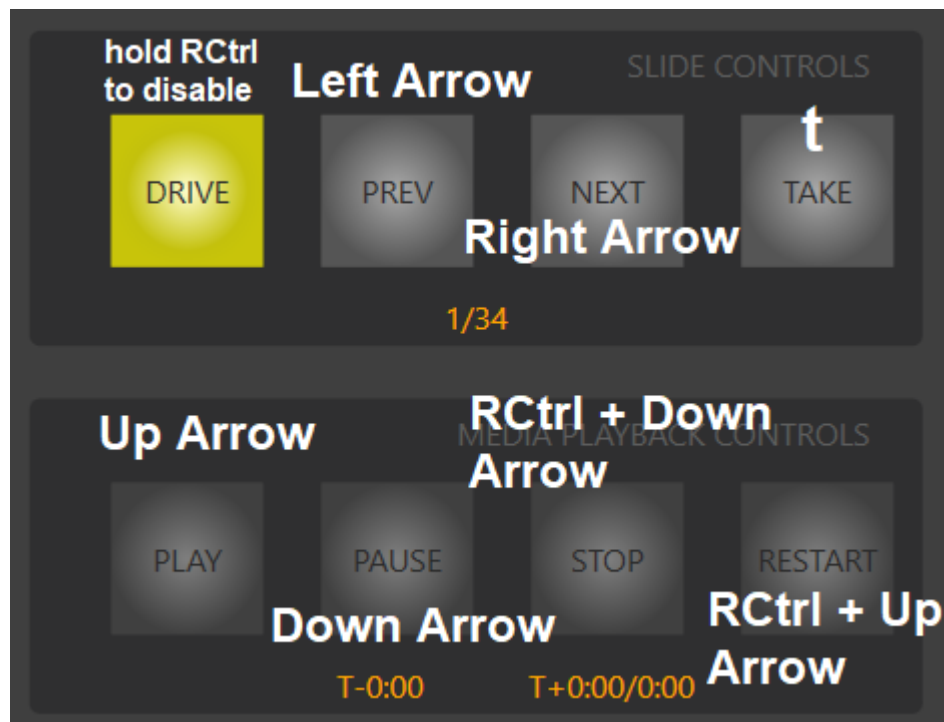 hold RCtrl
to disable
Left Arrow
SLIDE CONTROLS
t
DRIVE
PREV
NEXT
TAKE
Right Arrow
1/34
Up Arrow
RCtrl + Down
Arrow
MEDIA PLAYBACK CONTROLS
PLAY
PAUSE
STOP
RESTART
Down Arrow
RCtrl + Up
Arrow
T-0:00
T+0:00/0:00